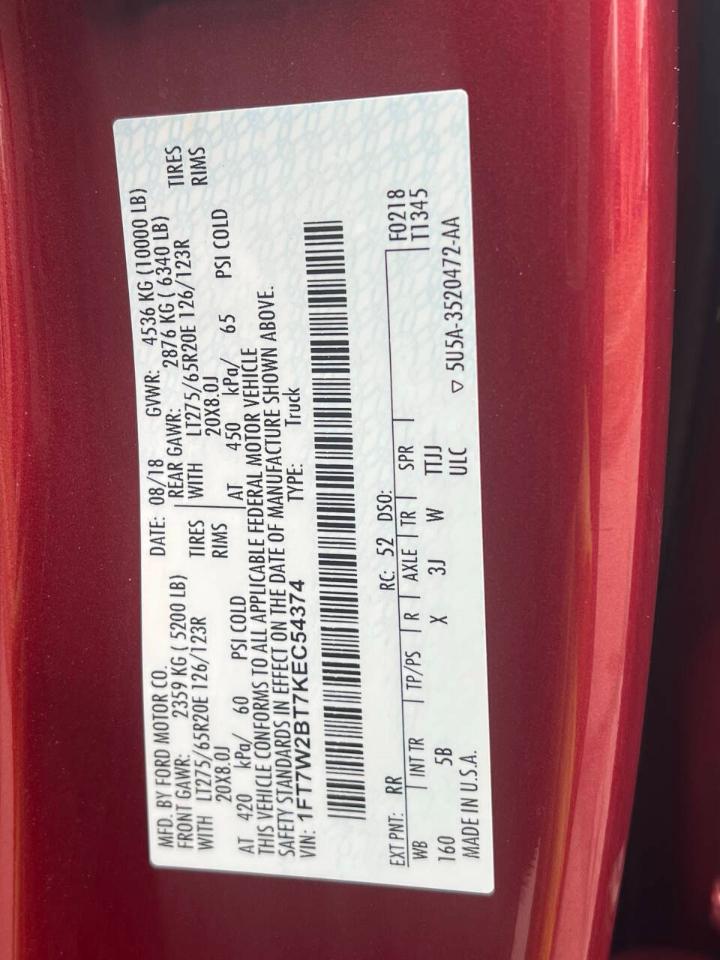 MFD. BY FORD MOTOR CO. DATE: 08/18 GVWR: 4536 KG (10000 LB)
FRONT GAWR: 2359 KG ( 5200 LB) REAR GAWR: 2876 KG ( 6340 LB)
WITH LT275/65R20E 126/123R TIRES WITH LT275/65R20E 126/123R TIRES
20X8.0J RIMS 20X8.0J RIMS
AT 420 kPa/ 60 PSI COLD AT 450 kPa/ 65 PSI COLD
THIS VEHICLE CONFORMS TO ALL APPLICABLE FEDERAL MOTOR VEHICLE
SAFETY STANDARDS IN EFFECT ON THE DATE OF MANUFACTURE SHOWN ABOVE.
VIN: 1FT7W2BT7KEC54374 TYPE: Truck
EXT PNT: RR RC: 52 DSO: F0218
WB INT TR TP/PS R AXLE TR SPR T1345
160 5B X 3J W TTJJ
MADE IN U.S.A. ULC ▽ 5U5A-3520472-AA